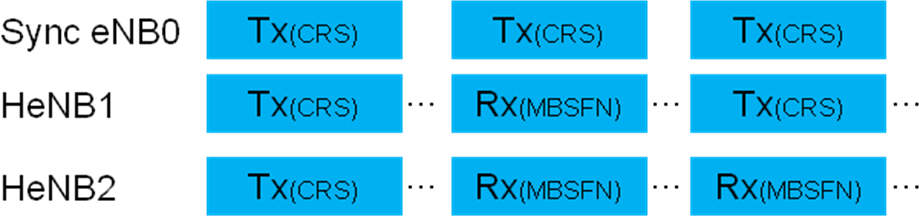 Sync eNB0 Tx(CRS) Tx(CRS) Tx(CRS)
HeNB1 Tx(CRS) ... Rx(MBSFN) ... Tx(CRS) ...
HeNB2 Tx(CRS) ... Rx(MBSFN) ... Rx(MBSFN) ...